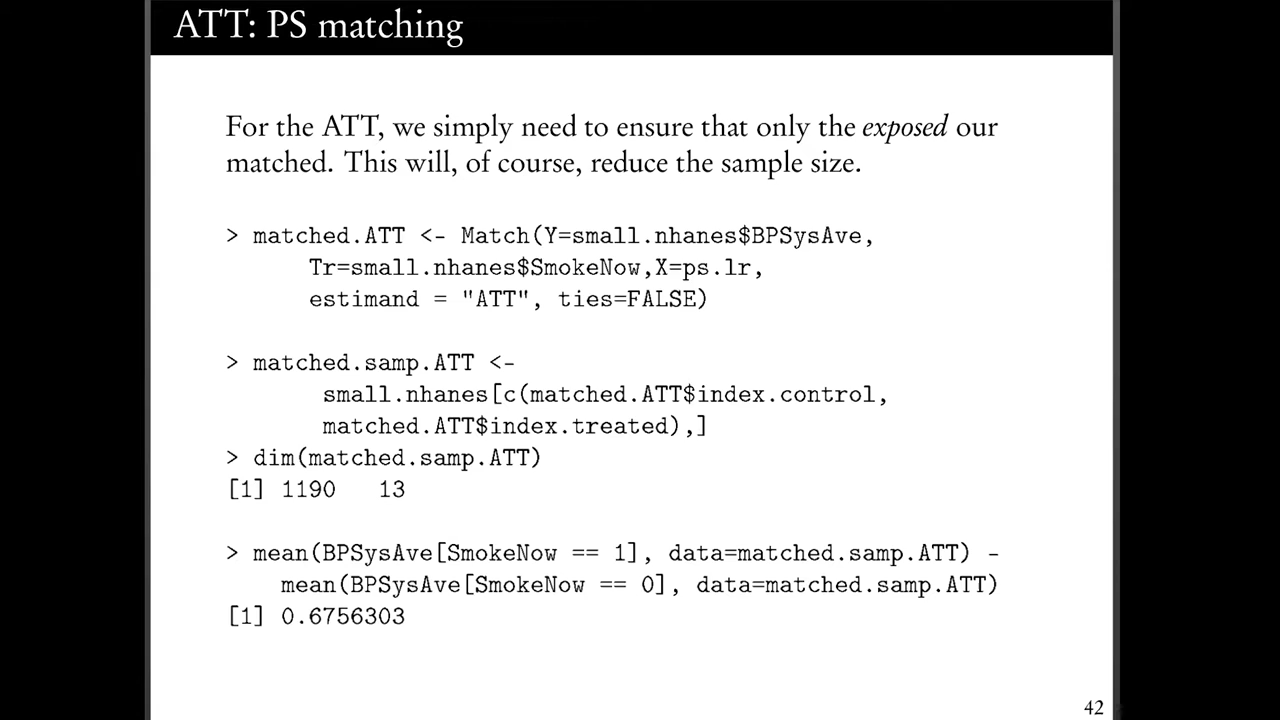 ATT: PS matching
For the ATT, we simply need to ensure that only the exposed our
matched. This will, of course, reduce the sample size.
> matched.ATT <- Match(Y=small.nhanes$BPSysAve,
Tr=small.nhanes$SmokeNow,X=ps.lr,
estimand = "ATT", ties=FALSE)
> matched.samp.ATT <-
small.nhanes[c(matched.ATT$index.control,
matched.ATT$index.treated),]
> dim(matched.samp.ATT)
[1] 1190 13
> mean(BPSysAve[SmokeNow == 1], data=matched.samp.ATT) -
mean(BPSysAve[SmokeNow == 0], data=matched.samp.ATT)
[1] 0.6756303
42